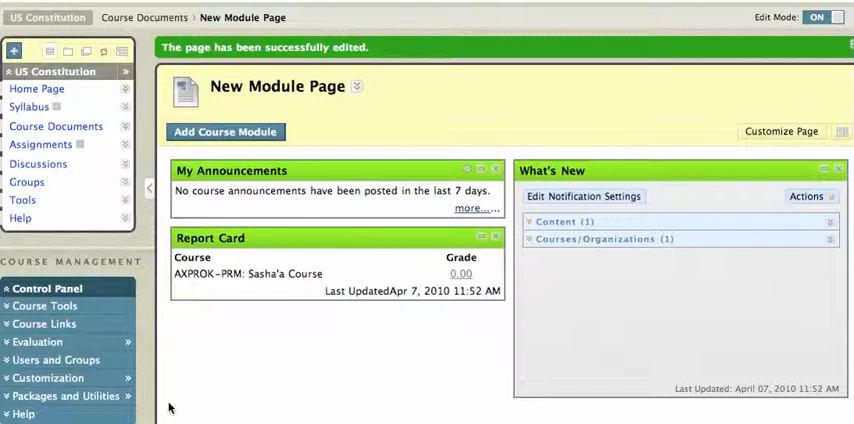 US Constitution Course Documents New Module Page Edit Mode: ON
The page has been successfully edited.
US Constitution
Home Page
Syllabus
Course Documents
Assignments
Discussions
Groups
Tools
Help
COURSE MANAGEMENT
Control Panel
Course Tools
Course Links
Evaluation
Users and Groups
Customization
Packages and Utilities
Help
New Module Page
Add Course Module
Customize Page
My Announcements
No course announcements have been posted in the last 7 days.
more......
Report Card
Course Grade
AXPROK-PRM: Sasha'a Course 0.00
Last UpdatedApr 7, 2010 11:52 AM
What's New
Edit Notification Settings Actions
Content (1)
Courses/Organizations (1)
Last Updated: April 07, 2010 11:52 AM